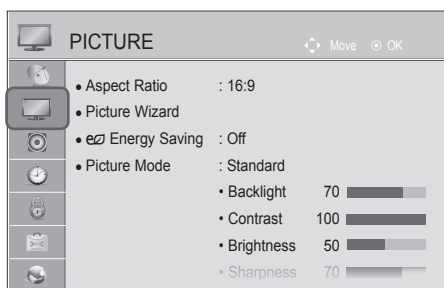 PICTURE Move OK
• Aspect Ratio : 16:9
• Picture Wizard
• Energy Saving : Off
• Picture Mode : Standard
• Backlight 70
• Contrast 100
• Brightness 50
• Sharpness 70